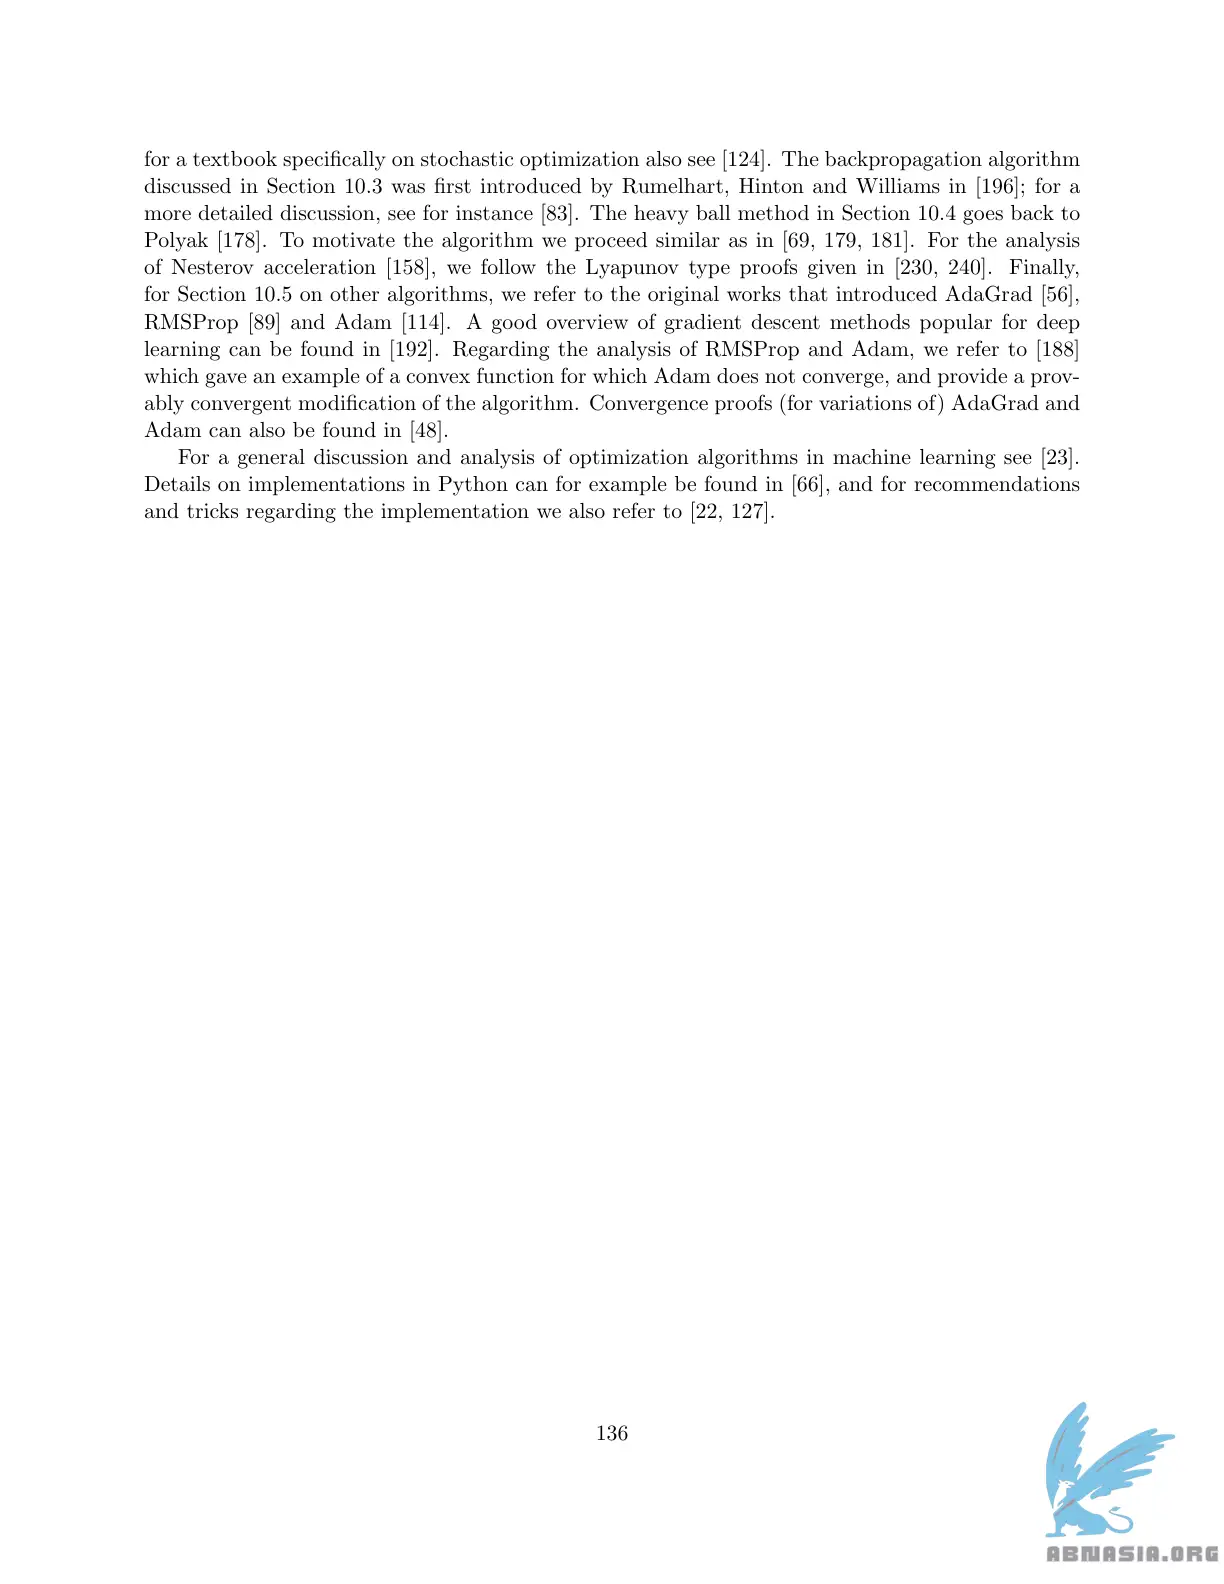 for a textbook specifically on stochastic optimization also see [124]. The backpropagation algorithm
discussed in Section 10.3 was first introduced by Rumelhart, Hinton and Williams in [196]; for a
more detailed discussion, see for instance [83]. The heavy ball method in Section 10.4 goes back to
Polyak [178]. To motivate the algorithm we proceed similar as in [69, 179, 181]. For the analysis
of Nesterov acceleration [158], we follow the Lyapunov type proofs given in [230, 240]. Finally,
for Section 10.5 on other algorithms, we refer to the original works that introduced AdaGrad [56],
RMSProp [89] and Adam [114]. A good overview of gradient descent methods popular for deep
learning can be found in [192]. Regarding the analysis of RMSProp and Adam, we refer to [188]
which gave an example of a convex function for which Adam does not converge, and provide a prov-
ably convergent modification of the algorithm. Convergence proofs (for variations of) AdaGrad and
Adam can also be found in [48].
For a general discussion and analysis of optimization algorithms in machine learning see [23].
Details on implementations in Python can for example be found in [66], and for recommendations
and tricks regarding the implementation we also refer to [22, 127].
136
ABNASIA.ORG